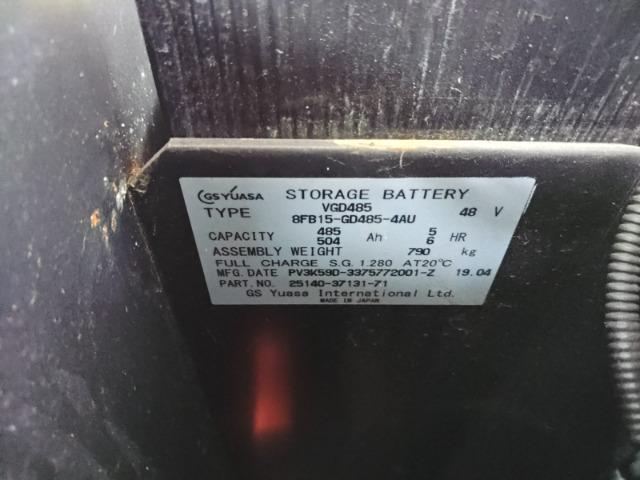 GS YUASA STORAGE BATTERY
TYPE VGD485 48 V
8FB15-GD485-4AU
CAPACITY 485 Ah 5 HR
504 6
ASSEMBLY WEIGHT 790 kg
FULL CHARGE S.G. 1.280 AT20℃
MFG. DATE PV3K59D-3375772001-Z 19.04
PART.NO. 25140-37131-71
GS Yuasa International Ltd.
MADE IN JAPAN